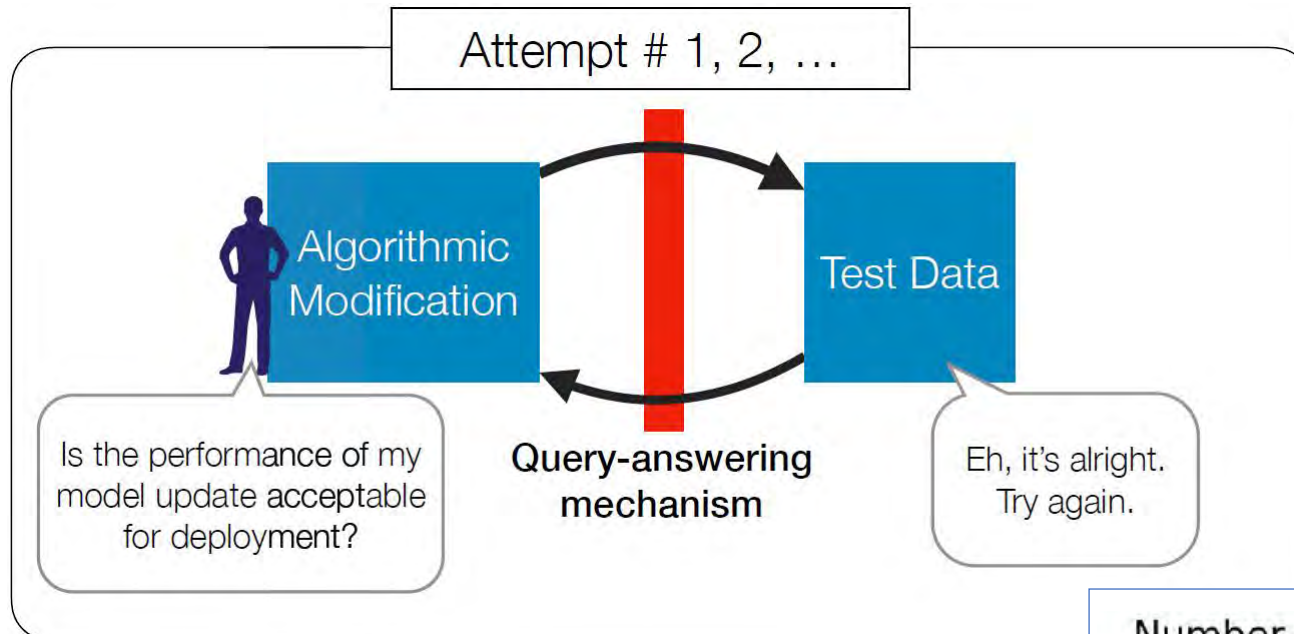 Attempt # 1, 2, ...
Algorithmic
Modification
Test Data
Query-answering
mechanism
Is the performance of my
model update acceptable
for deployment?
Eh, it's alright.
Try again.
Number